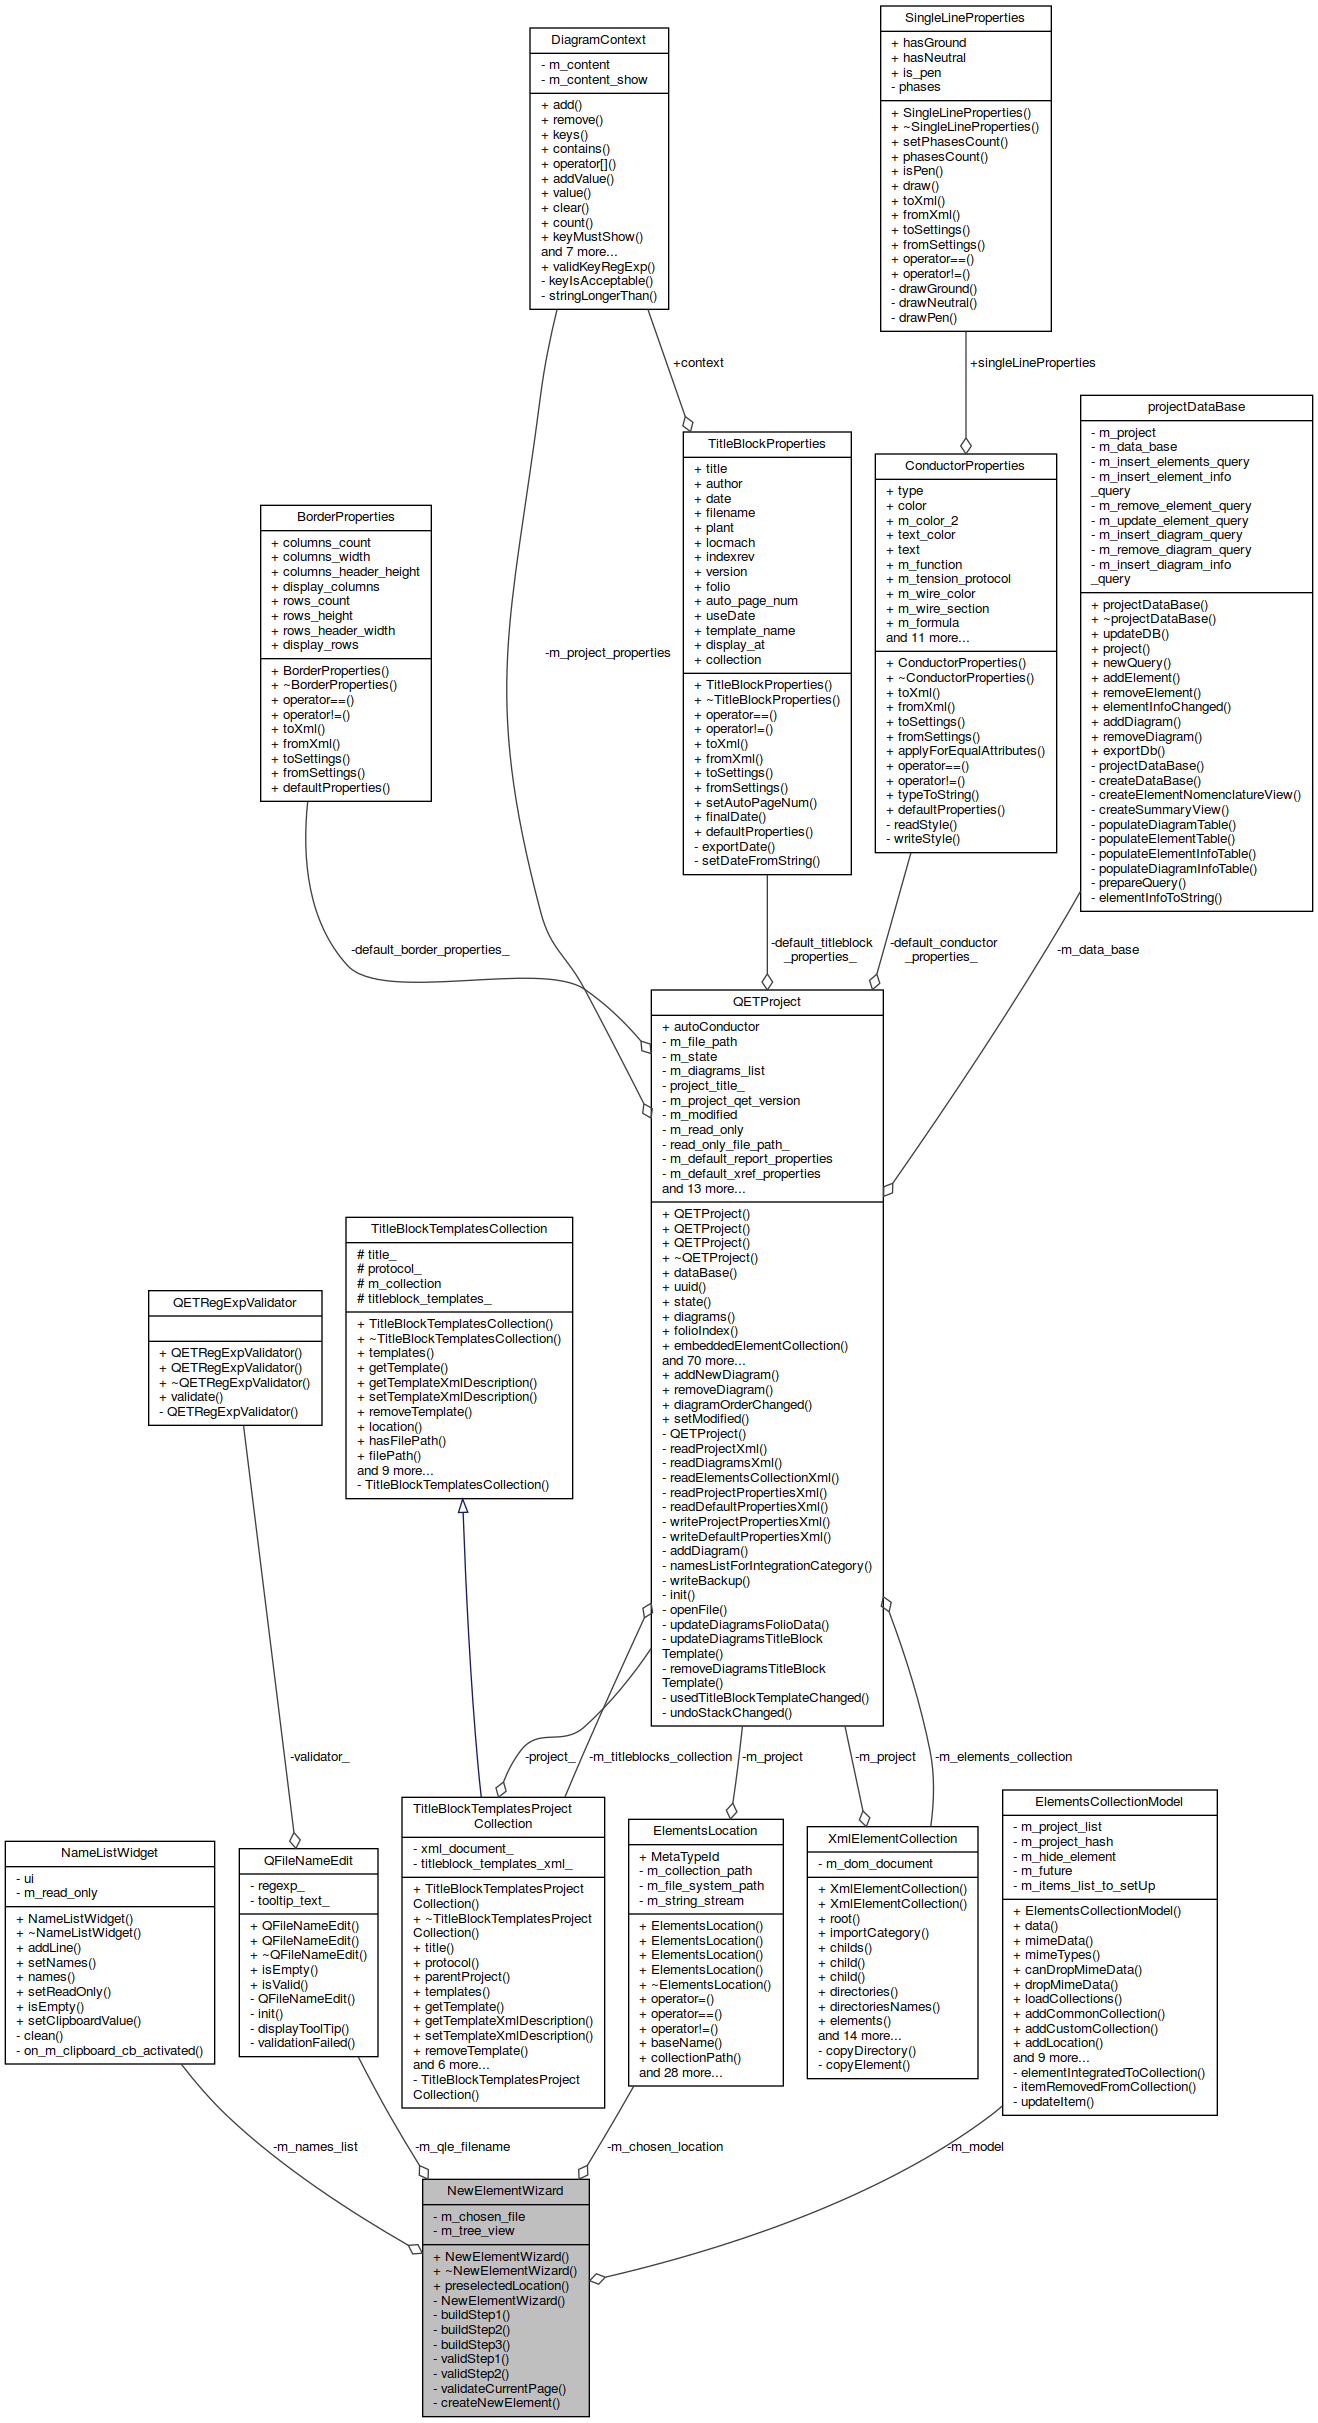 SingleLineProperties
+ hasGround
+ hasNeutral
+ is_pen
- phases
+ SingleLineProperties()
+ ~SingleLineProperties()
+ setPhasesCount()
+ phasesCount()
+ isPen()
+ draw()
+ toXml()
+ fromXml()
+ toSettings()
+ fromSettings()
+ operator==()
+ operator!=()
- drawGround()
- drawNeutral()
- drawPen()
DiagramContext
- m_content
- m_content_show
+ add()
+ remove()
+ keys()
+ contains()
+ operator[]()
+ addValue()
+ value()
+ clear()
+ count()
+ keyMustShow()
and 7 more...
+ validKeyRegExp()
- keyIsAcceptable()
- stringLongerThan()
+context
+singleLineProperties
projectDataBase
- m_project
- m_data_base
- m_insert_elements_query
- m_insert_element_info
_query
- m_remove_element_query
- m_update_element_query
- m_insert_diagram_query
- m_remove_diagram_query
- m_insert_diagram_info
_query
+ projectDataBase()
+ ~projectDataBase()
+ updateDB()
+ project()
+ newQuery()
+ addElement()
+ removeElement()
+ elementInfoChanged()
+ addDiagram()
+ removeDiagram()
+ exportDb()
- projectDataBase()
- createDataBase()
- createElementNomenclatureView()
- createSummaryView()
- populateDiagramTable()
- populateElementTable()
- populateElementInfoTable()
- populateDiagramInfoTable()
- prepareQuery()
- elementInfoToString()
TitleBlockProperties
+ title
+ author
+ date
+ filename
+ plant
+ locmach
+ indexrev
+ version
+ folio
+ auto_page_num
+ useDate
+ template_name
+ display_at
+ collection
+ TitleBlockProperties()
+ ~TitleBlockProperties()
+ operator==()
+ operator!=()
+ toXml()
+ fromXml()
+ toSettings()
+ fromSettings()
+ setAutoPageNum()
+ finalDate()
+ defaultProperties()
- exportDate()
- setDateFromString()
ConductorProperties
+ type
+ color
+ m_color_2
+ text_color
+ text
+ m_function
+ m_tension_protocol
+ m_wire_color
+ m_wire_section
+ m_formula
and 11 more...
+ ConductorProperties()
+ ~ConductorProperties()
+ toXml()
+ fromXml()
+ toSettings()
+ fromSettings()
+ applyForEqualAttributes()
+ operator==()
+ operator!=()
+ typeToString()
+ defaultProperties()
- readStyle()
- writeStyle()
BorderProperties
+ columns_count
+ columns_width
+ columns_header_height
+ display_columns
+ rows_count
+ rows_height
+ rows_header_width
+ display_rows
+ BorderProperties()
+ ~BorderProperties()
+ operator==()
+ operator!=()
+ toXml()
+ fromXml()
+ toSettings()
+ fromSettings()
+ defaultProperties()
-m_project_properties
-default_border_properties_
-default_titleblock
_properties_
-default_conductor
_properties_
-m_data_base
QETProject
+ autoConductor
- m_file_path
- m_state
- m_diagrams_list
- project_title_
- m_project_qet_version
- m_modified
- m_read_only
- read_only_file_path_
- m_default_report_properties
- m_default_xref_properties
and 13 more...
+ QETProject()
+ QETProject()
+ QETProject()
+ ~QETProject()
+ dataBase()
+ uuid()
+ state()
+ diagrams()
+ folioIndex()
+ embeddedElementCollection()
and 70 more...
+ addNewDiagram()
+ removeDiagram()
+ diagramOrderChanged()
+ setModified()
- QETProject()
- readProjectXml()
- readDiagramsXml()
- readElementsCollectionXml()
- readProjectPropertiesXml()
- readDefaultPropertiesXml()
- writeProjectPropertiesXml()
- writeDefaultPropertiesXml()
- addDiagram()
- namesListForIntegrationCategory()
- writeBackup()
- init()
- openFile()
- updateDiagramsFolioData()
- updateDiagramsTitleBlock
Template()
- removeDiagramsTitleBlock
Template()
- usedTitleBlockTemplateChanged()
- undoStackChanged()
TitleBlockTemplatesCollection
# title_
# protocol_
# m_collection
# titleblock_templates_
+ TitleBlockTemplatesCollection()
+ ~TitleBlockTemplatesCollection()
+ templates()
+ getTemplate()
+ getTemplateXmlDescription()
+ setTemplateXmlDescription()
+ removeTemplate()
+ location()
+ hasFilePath()
+ filePath()
and 9 more...
- TitleBlockTemplatesCollection()
QETRegExpValidator
+ QETRegExpValidator()
+ QETRegExpValidator()
+ ~QETRegExpValidator()
+ validate()
- QETRegExpValidator()
-validator_
-project_
-m_titleblocks_collection
-m_project
-m_project
-m_elements_collection
NameListWidget
- ui
- m_read_only
+ NameListWidget()
+ ~NameListWidget()
+ addLine()
+ setNames()
+ names()
+ setReadOnly()
+ isEmpty()
+ setClipboardValue()
- clean()
- on_m_clipboard_cb_activated()
QFileNameEdit
- regexp_
- tooltip_text_
+ QFileNameEdit()
+ QFileNameEdit()
+ ~QFileNameEdit()
+ isEmpty()
+ isValid()
- QFileNameEdit()
- init()
- displayToolTip()
- validationFailed()
TitleBlockTemplatesProject
Collection
- xml_document_
- titleblock_templates_xml_
+ TitleBlockTemplatesProject
Collection()
+ ~TitleBlockTemplatesProject
Collection()
+ title()
+ protocol()
+ parentProject()
+ templates()
+ getTemplate()
+ getTemplateXmlDescription()
+ setTemplateXmlDescription()
+ removeTemplate()
and 6 more...
- TitleBlockTemplatesProject
Collection()
ElementsLocation
+ MetaTypeId
- m_collection_path
- m_file_system_path
- m_string_stream
+ ElementsLocation()
+ ElementsLocation()
+ ElementsLocation()
+ ElementsLocation()
+ ~ElementsLocation()
+ operator=()
+ operator==()
+ operator!=()
+ baseName()
+ collectionPath()
and 28 more...
XmlElementCollection
- m_dom_document
+ XmlElementCollection()
+ XmlElementCollection()
+ root()
+ importCategory()
+ childs()
+ child()
+ child()
+ directories()
+ directoriesNames()
+ elements()
and 14 more...
- copyDirectory()
- copyElement()
ElementsCollectionModel
- m_project_list
- m_project_hash
- m_hide_element
- m_future
- m_items_list_to_setUp
+ ElementsCollectionModel()
+ data()
+ mimeData()
+ mimeTypes()
+ canDropMimeData()
+ dropMimeData()
+ loadCollections()
+ addCommonCollection()
+ addCustomCollection()
+ addLocation()
and 9 more...
- elementIntegratedToCollection()
- itemRemovedFromCollection()
- updateItem()
-m_names_list
-m_qle_filename
-m_chosen_location
-m_model
NewElementWizard
- m_chosen_file
- m_tree_view
+ NewElementWizard()
+ ~NewElementWizard()
+ preselectedLocation()
- NewElementWizard()
- buildStep1()
- buildStep2()
- buildStep3()
- validStep1()
- validStep2()
- validateCurrentPage()
- createNewElement()